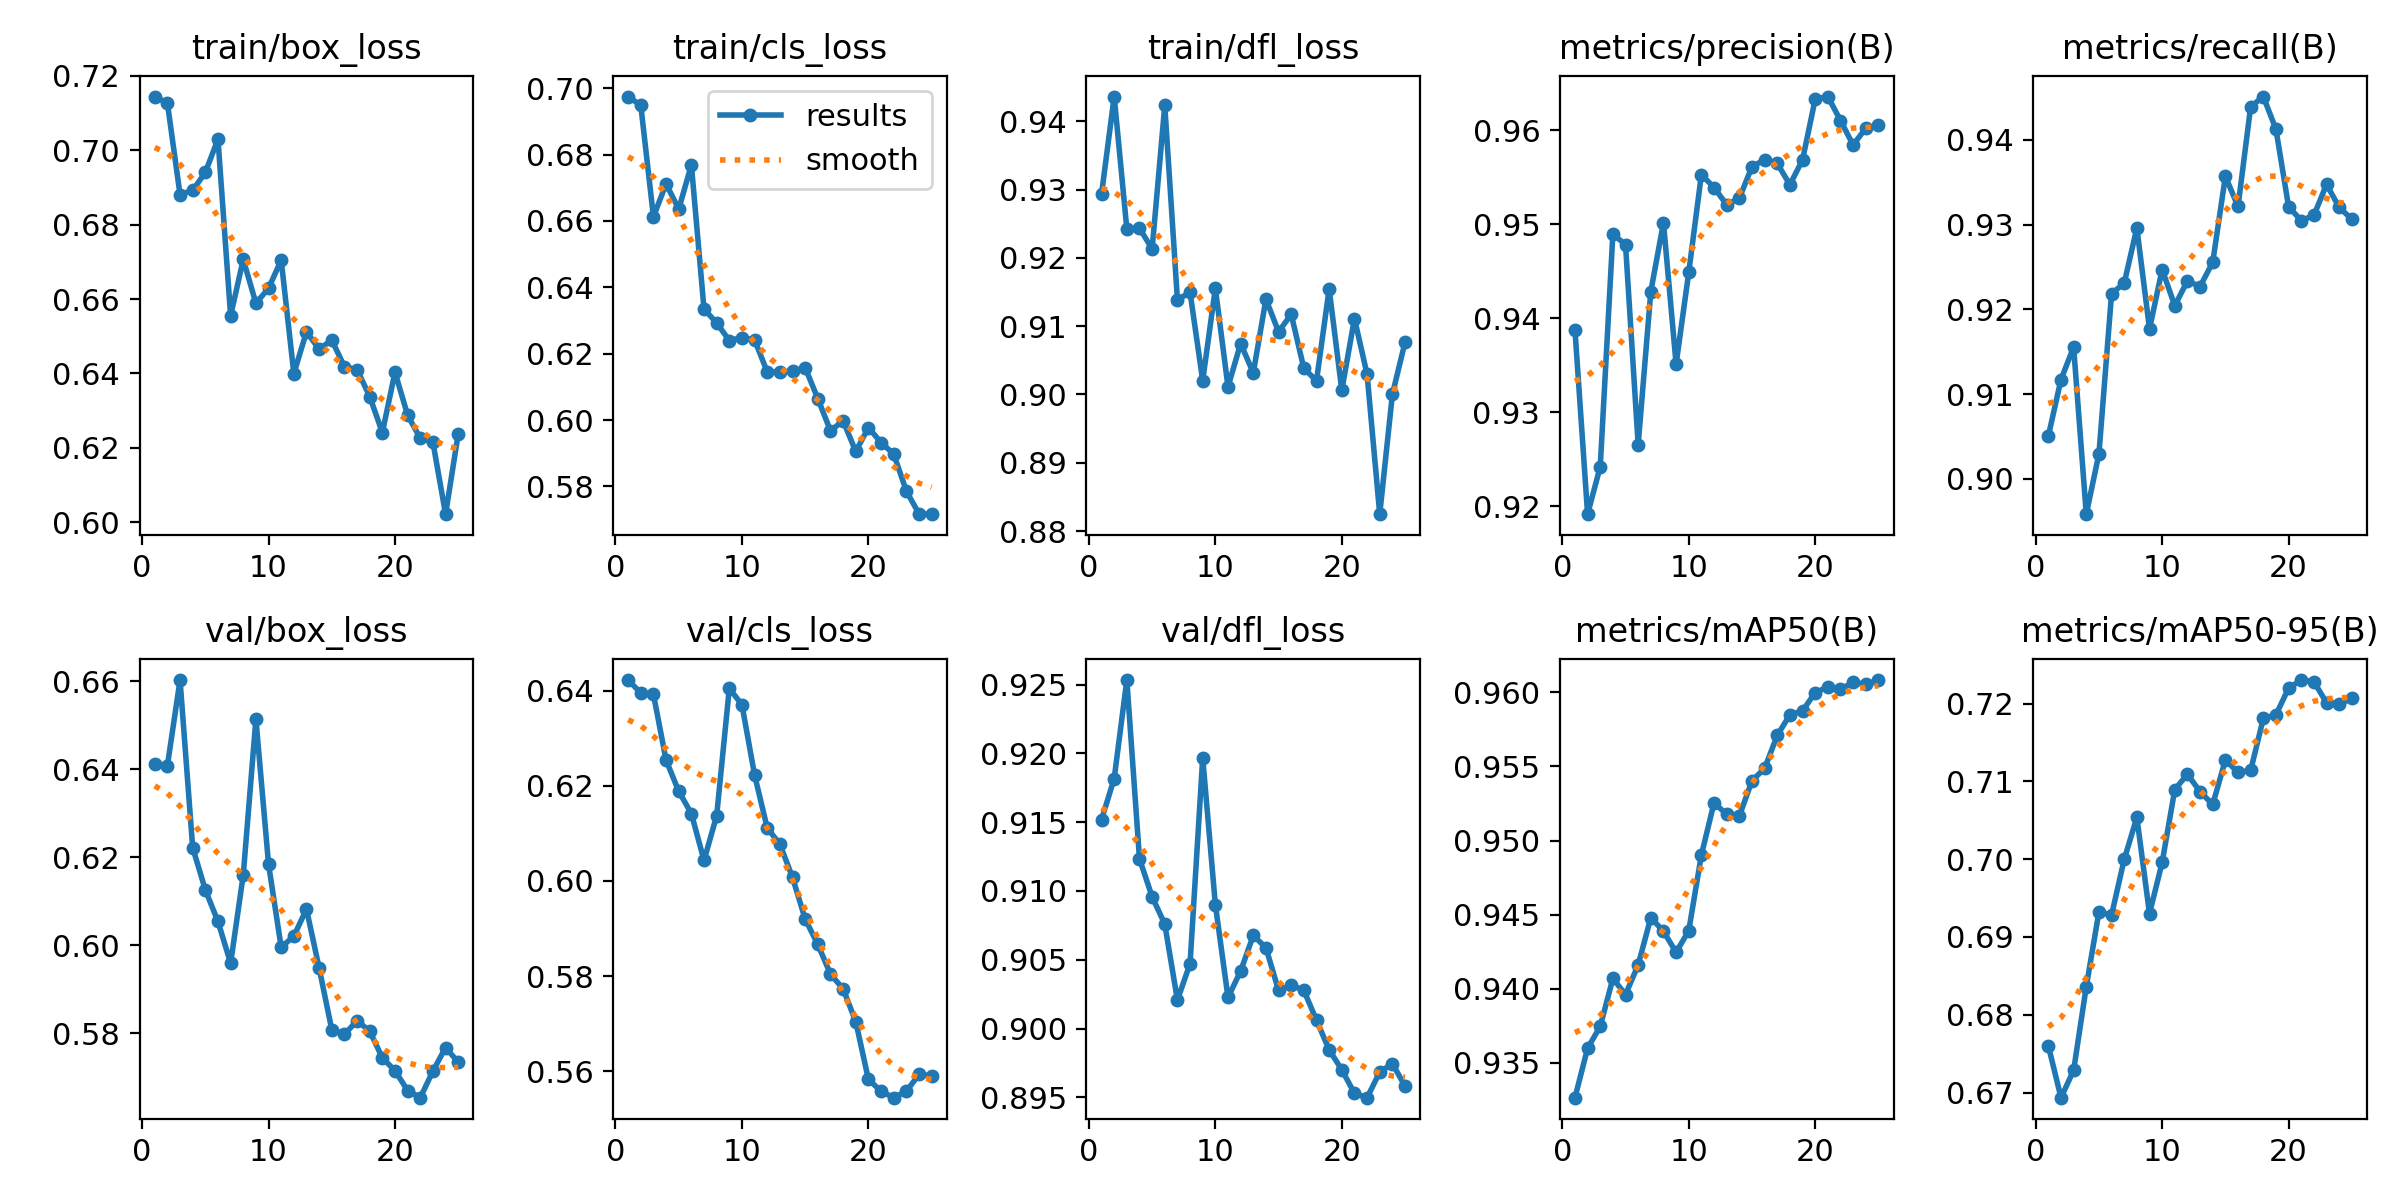 train/box_loss
train/cls_loss
train/dfl_loss
metrics/precision(B)
metrics/recall(B)
0.72
0.70
0.68
0.66
0.64
0.62
0.60
0 10 20
0.70
0.68
0.66
0.64
0.62
0.60
0.58
results
smooth
0 10 20
0.94
0.93
0.92
0.91
0.90
0.89
0.88
0 10 20
0.96
0.95
0.94
0.93
0.92
0 10 20
0.94
0.93
0.92
0.91
0.90
0 10 20
val/box_loss
val/cls_loss
val/dfl_loss
metrics/mAP50(B)
metrics/mAP50-95(B)
0.66
0.64
0.62
0.60
0.58
0 10 20
0.64
0.62
0.60
0.58
0.56
0 10 20
0.925
0.920
0.915
0.910
0.905
0.900
0.895
0 10 20
0.960
0.955
0.950
0.945
0.940
0.935
0 10 20
0.72
0.71
0.70
0.69
0.68
0.67
0 10 20